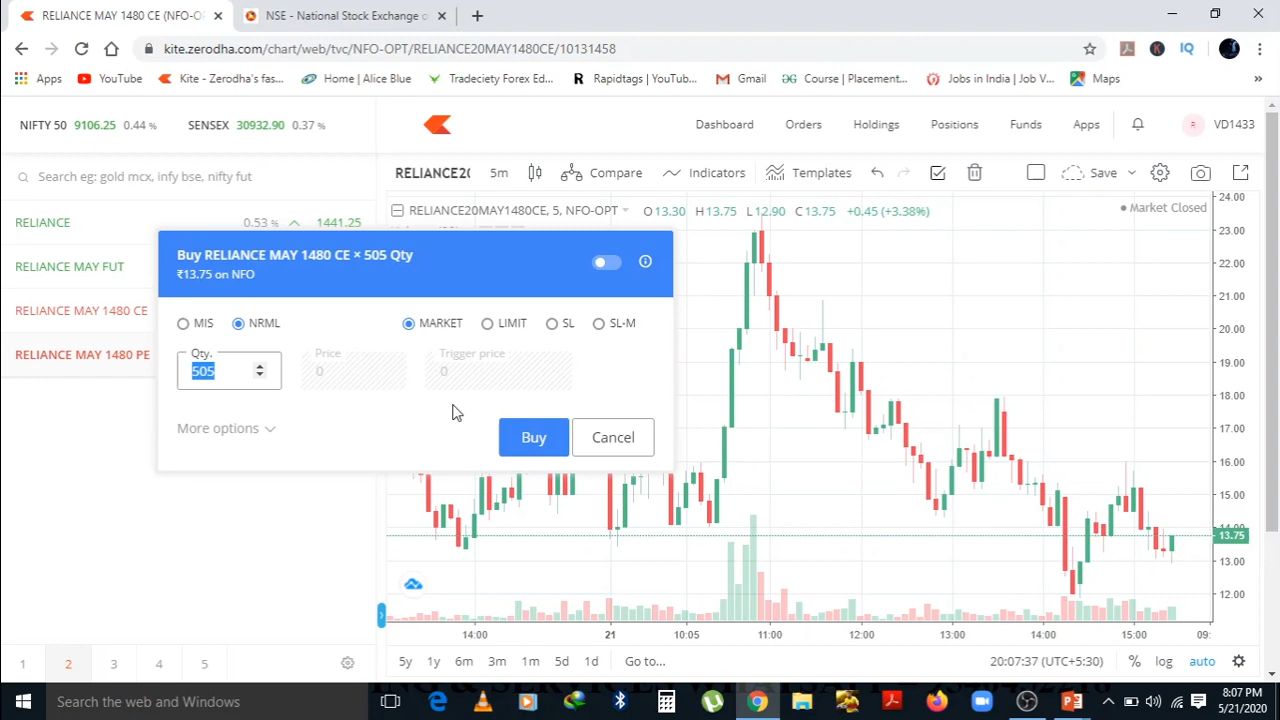 RELIANCE MAY 1480 CE (NFO-OP
NSE - National Stock Exchange o
kite.zerodha.com/chart/web/tvc/NFO-OPT/RELIANCE20MAY1480CE/10131458
Apps
YouTube
Kite - Zerodha's fas...
Home | Alice Blue
Tradeciety Forex Ed...
Rapidtags | YouTub...
Gmail
Course | Placement...
Jobs in India | Job V...
Maps
IQ
NIFTY 50 9106.25 0.44 %
SENSEX 30932.90 0.37 %
Dashboard
Orders
Holdings
Positions
Funds
Apps
VD1433
Search eg: gold mcx, infy bse, nifty fut
RELIANCE20
5m
Compare
Indicators
Templates
Save
RELIANCE 0.53 % 1441.25
RELIANCE MAY FUT
RELIANCE MAY 1480 CE
RELIANCE MAY 1480 PE
RELIANCE20MAY1480CE, 5, NFO-OPT
O13.30 H13.75 L12.90 C13.75 +0.45 (+3.38%)
Market Closed
Buy RELIANCE MAY 1480 CE × 505 Qty
₹13.75 on NFO
MIS
NRML
MARKET
LIMIT
SL
SL-M
Qty.
505
Price
0
Trigger price
0
More options
Buy
Cancel
24.00
23.00
22.00
21.00
20.00
19.00
18.00
17.00
16.00
15.00
14.00
13.75
13.00
12.00
14:00
21
10:05
11:00
12:00
13:00
14:00
15:00
09:
1
2
3
4
5
5y
1y
6m
3m
1m
5d
1d
Go to...
20:07:37 (UTC+5:30)
%
log
auto
Search the web and Windows
8:07 PM
5/21/2020